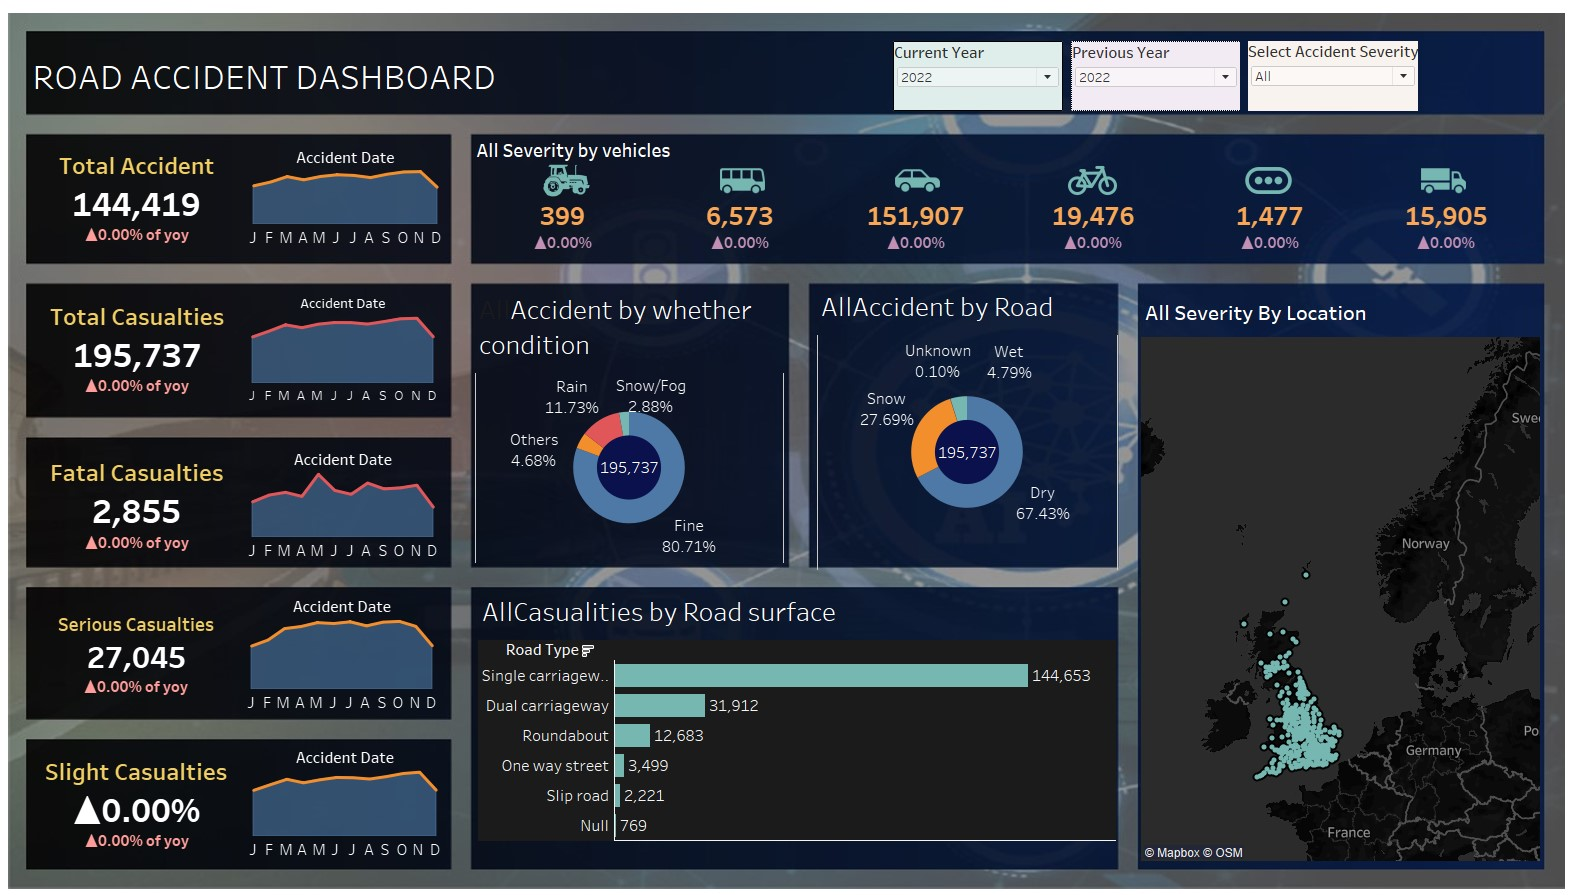 ROAD ACCIDENT DASHBOARD
Current Year
2022
Previous Year
2022
Select Accident Severity
All
Total Accident
144,419
▲0.00% of yoy
Accident Date
J F M A M J J A S O N D
Total Casualties
195,737
▲0.00% of yoy
Accident Date
J F M A M J J A S O N D
Fatal Casualties
2,855
▲0.00% of yoy
Accident Date
J F M A M J J A S O N D
Serious Casualties
27,045
▲0.00% of yoy
Accident Date
J F M A M J J A S O N D
Slight Casualties
▲0.00%
▲0.00% of yoy
Accident Date
J F M A M J J A S O N D
All Severity by vehicles
399
▲0.00%
6,573
▲0.00%
151,907
▲0.00%
19,476
▲0.00%
1,477
▲0.00%
15,905
▲0.00%
All Accident by whether
condition
Rain
11.73%
Snow/Fog
2.88%
Others
4.68%
195,737
Fine
80.71%
AllAccident by Road
Unknown
0.10%
Wet
4.79%
Snow
27.69%
195,737
Dry
67.43%
AllCasualities by Road surface
Road Type
Single carriagew.. 144,653
Dual carriageway 31,912
Roundabout 12,683
One way street 3,499
Slip road 2,221
Null 769
All Severity By Location
Swe
Norway
Po
Germany
France
© Mapbox © OSM